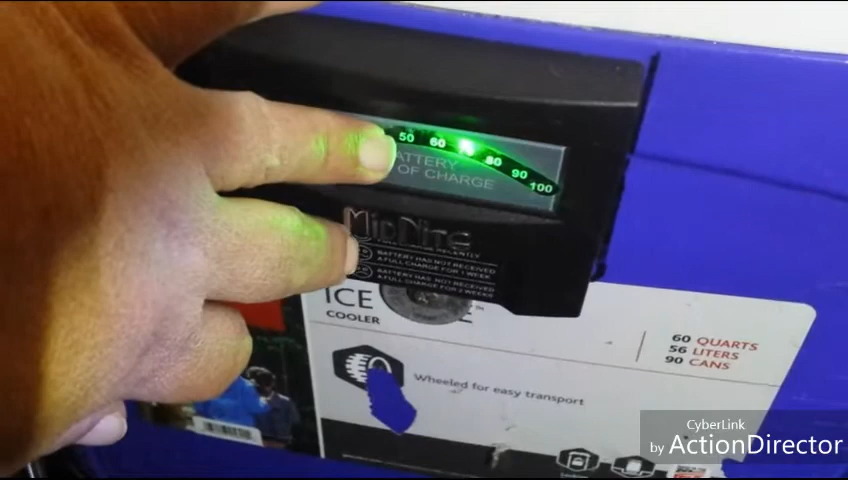 50 60 70 80 90 100
BATTERY
OF CHARGE
RECENTLY
BATTERY HAS NOT RECEIVED
A FULL CHARGE FOR 1 WEEK
BATTERY HAS NOT RECEIVED
A FULL CHARGE FOR 2 WEEKS
ICE
COOLER
60 QUARTS
56 LITERS
90 CANS
Wheeled for easy transport
CyberLink
by ActionDirector